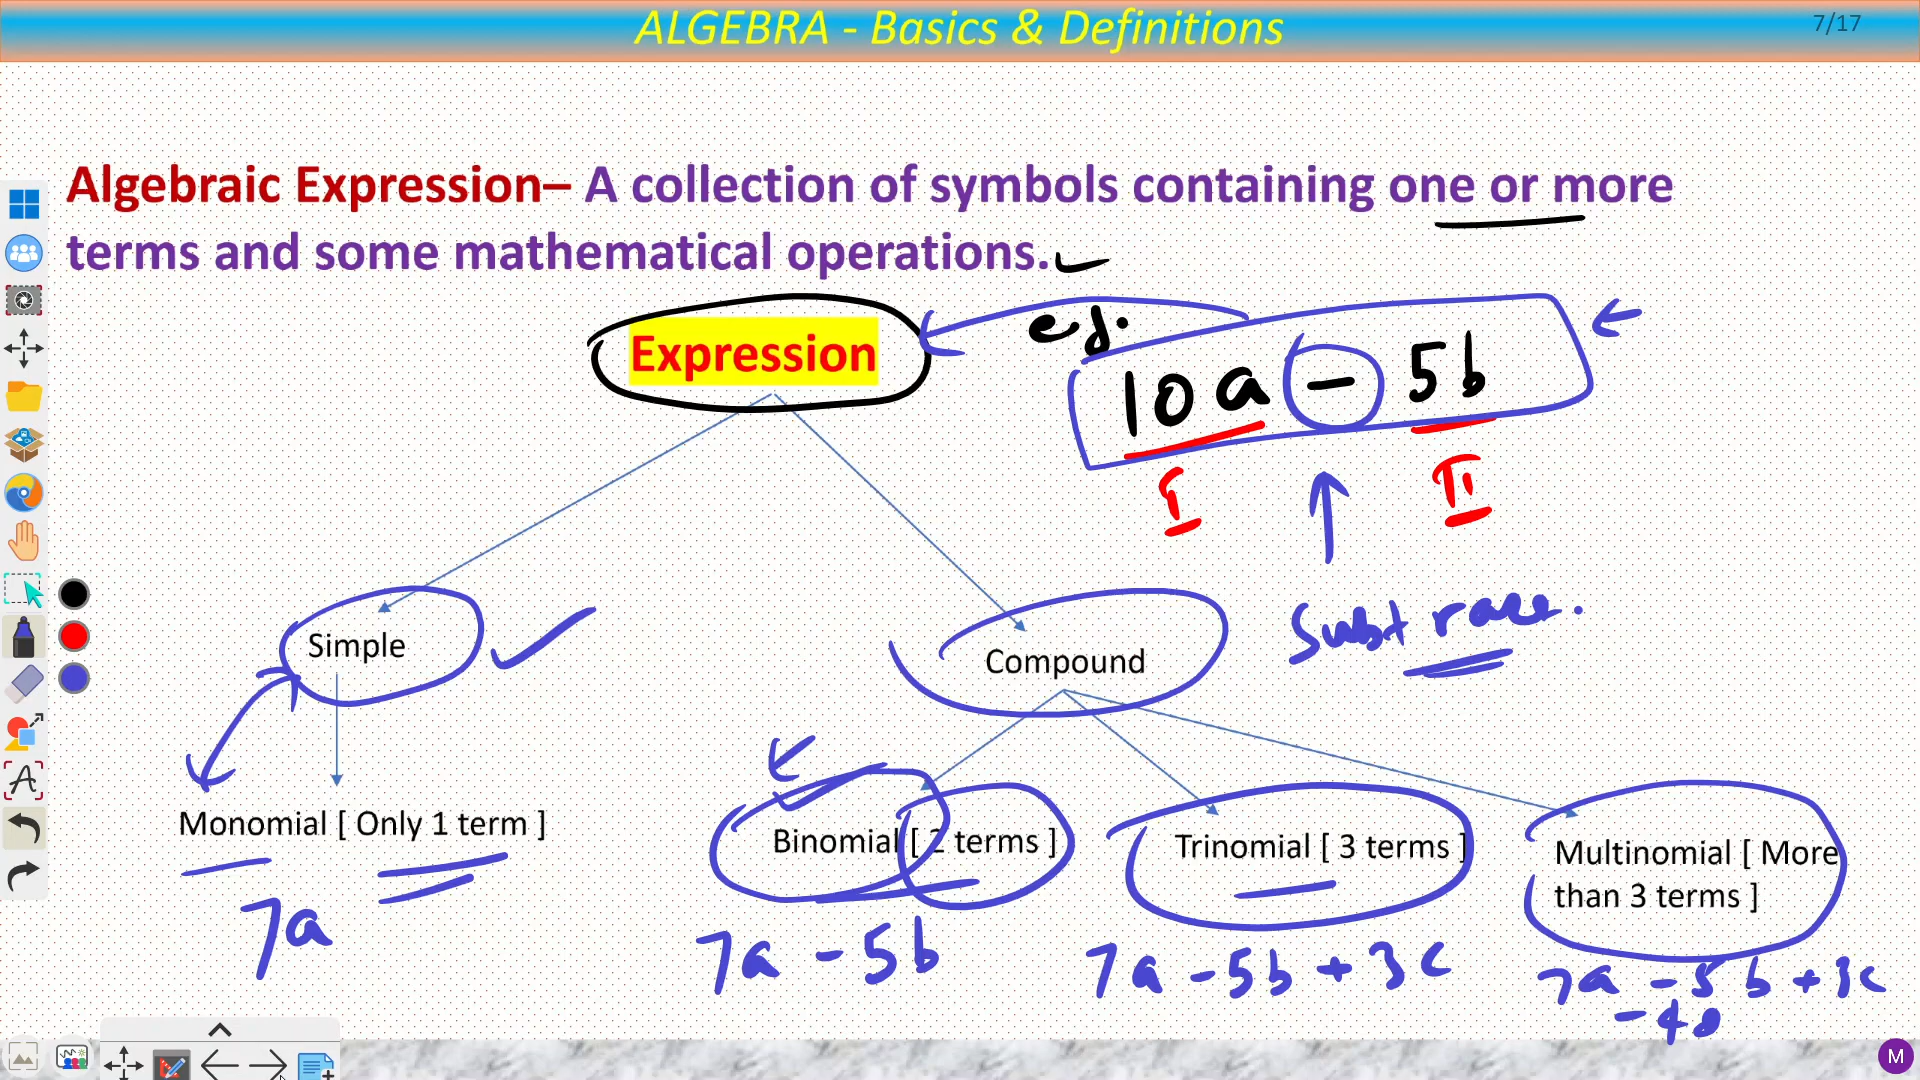 ALGEBRA - Basics & Definitions
7/17
Algebraic Expression– A collection of symbols containing one or more
terms and some mathematical operations.
Expression
eg.
10a - 5b
I
II
Simple
Compound
Subtract.
Monomial [ Only 1 term ]
Binomial [ 2 terms ]
Trinomial [ 3 terms ]
Multinomial [ More
than 3 terms ]
7a
7a - 5b
7a - 5b + 3c
7a - 5b + 3c
M